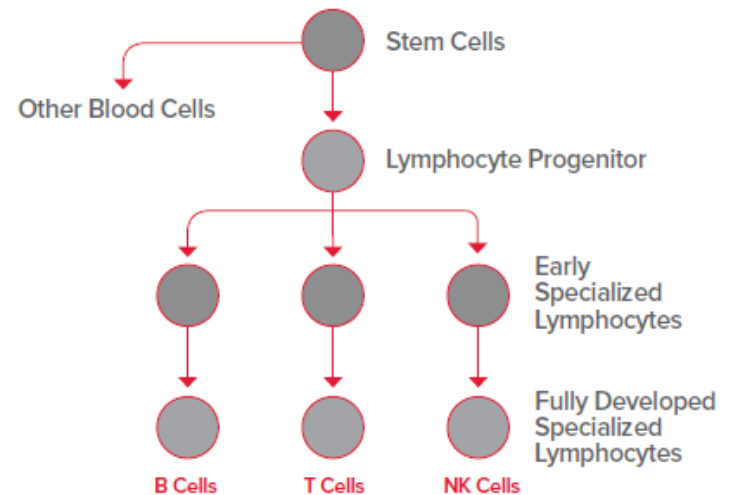 Stem Cells
Other Blood Cells
Lymphocyte Progenitor
Early
Specialized
Lymphocytes
Fully Developed
Specialized
Lymphocytes
B Cells
T Cells
NK Cells